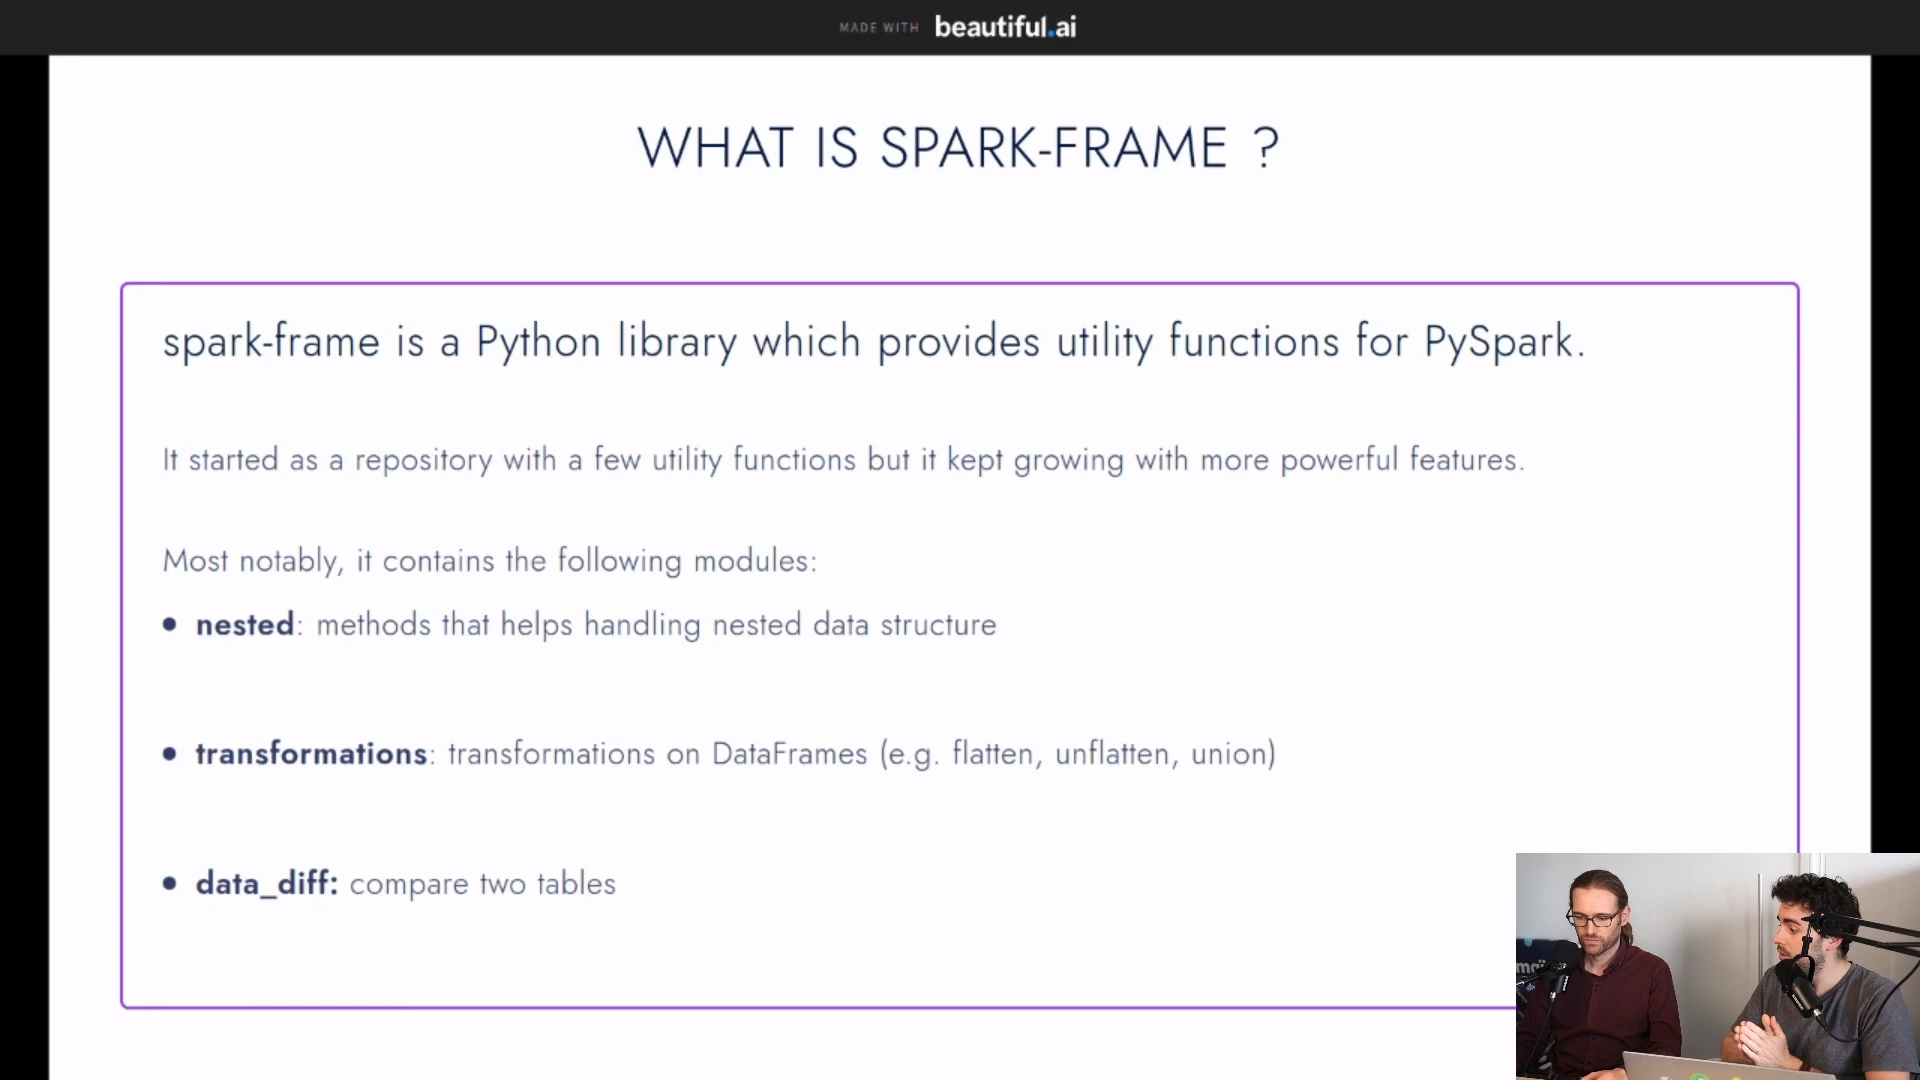 MADE WITH beautiful.ai
WHAT IS SPARK-FRAME ?
spark-frame is a Python library which provides utility functions for PySpark.
It started as a repository with a few utility functions but it kept growing with more powerful features.
Most notably, it contains the following modules:
• nested: methods that helps handling nested data structure
• transformations: transformations on DataFrames (e.g. flatten, unflatten, union)
• data_diff: compare two tables